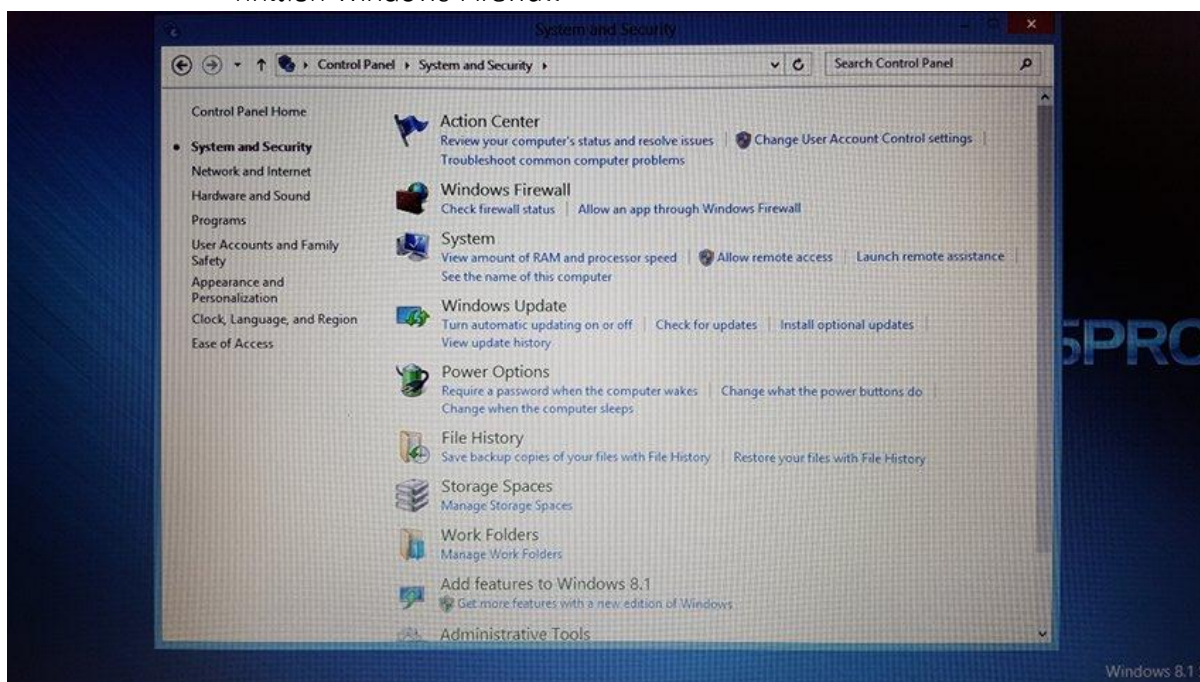 Windows Firewall
System and Security
Control Panel ▸ System and Security ▸
Search Control Panel
Control Panel Home
• System and Security
Network and Internet
Hardware and Sound
Programs
User Accounts and Family
Safety
Appearance and
Personalization
Clock, Language, and Region
Ease of Access
Action Center
Review your computer's status and resolve issues | Change User Account Control settings |
Troubleshoot common computer problems
Windows Firewall
Check firewall status | Allow an app through Windows Firewall
System
View amount of RAM and processor speed | Allow remote access | Launch remote assistance |
See the name of this computer
Windows Update
Turn automatic updating on or off | Check for updates | Install optional updates |
View update history
Power Options
Require a password when the computer wakes | Change what the power buttons do |
Change when the computer sleeps
File History
Save backup copies of your files with File History | Restore your files with File History
Storage Spaces
Manage Storage Spaces
Work Folders
Manage Work Folders
Add features to Windows 8.1
Get more features with a new edition of Windows
Administrative Tools
5PRO
Windows 8.1